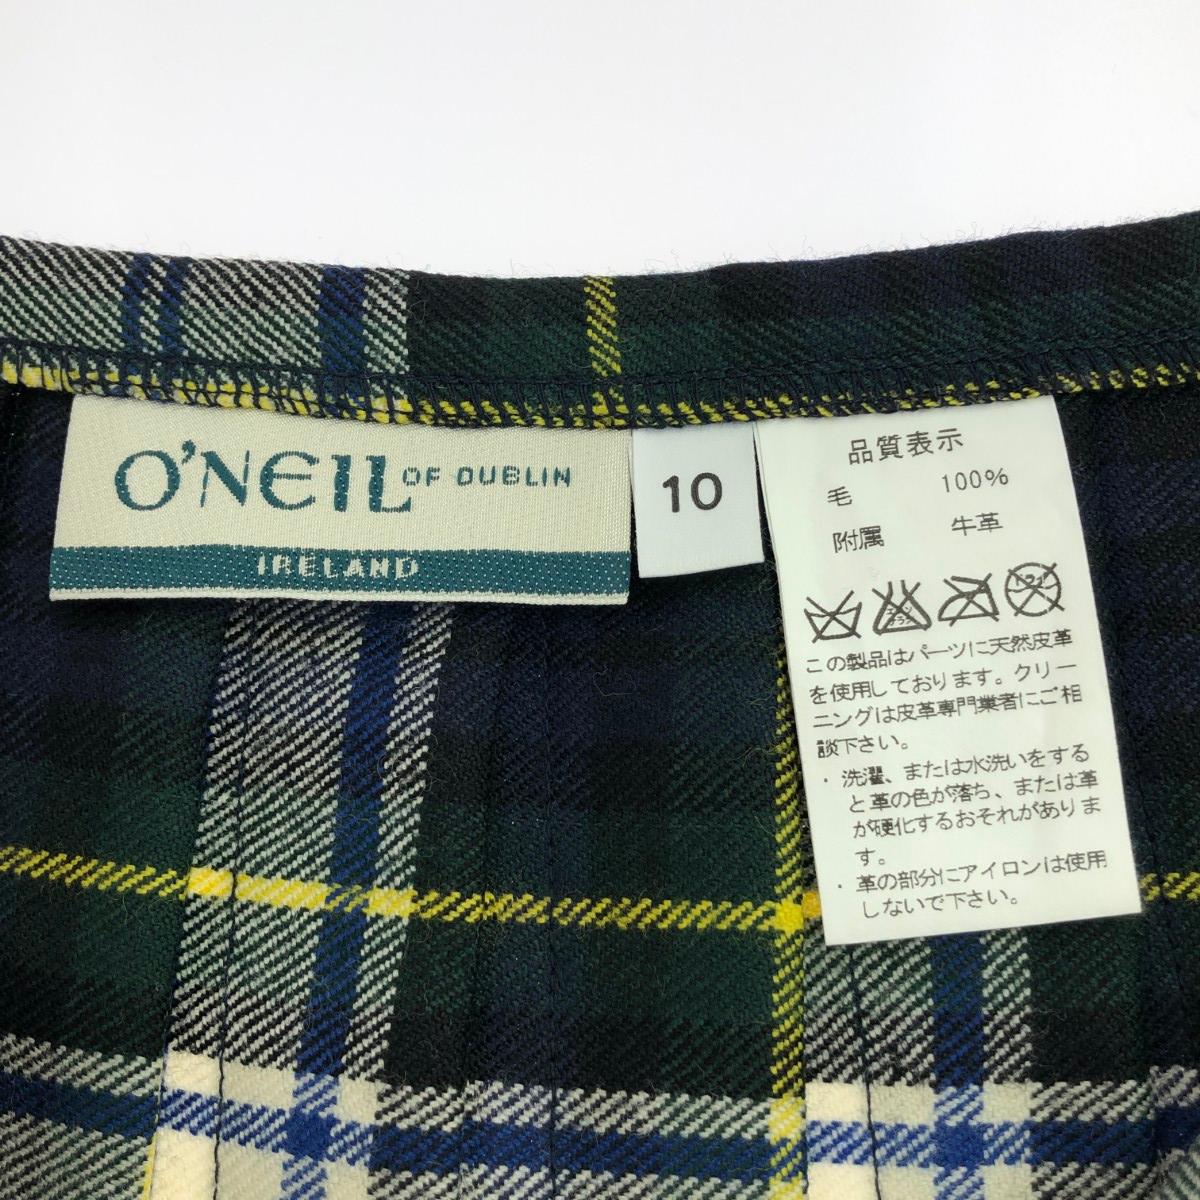 O'NEIL OF DUBLIN
IRELAND
10
品質表示
毛 100%
附属 牛革
この製品はパーツに天然皮革
を使用しております。クリー
ニングは皮革専門業者にご相
談下さい。
・洗濯、または水洗いをする
と革の色が落ち、または革
が硬化するおそれがありま
す。
・革の部分にアイロンは使用
しないで下さい。